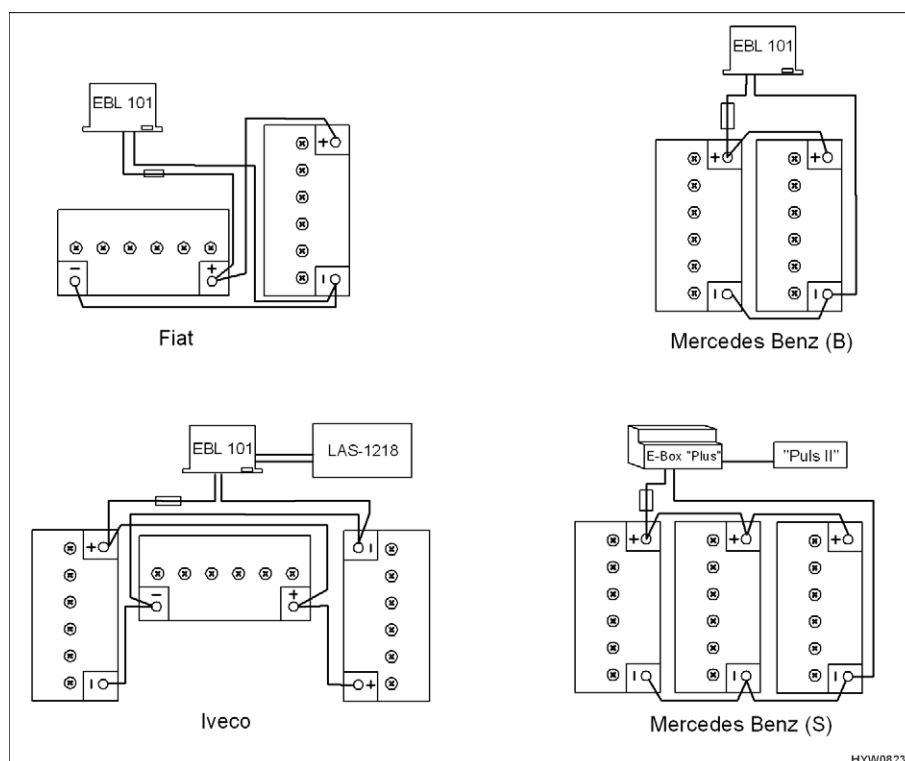 EBL 101
+
–
+
I
Fiat
EBL 101
+
+
I
I
Mercedes Benz (B)
EBL 101
LAS-1218
+
I
–
+
I
+
Iveco
E-Box "Plus"
"Puls II"
+
+
+
I
I
I
Mercedes Benz (S)
HYW0823